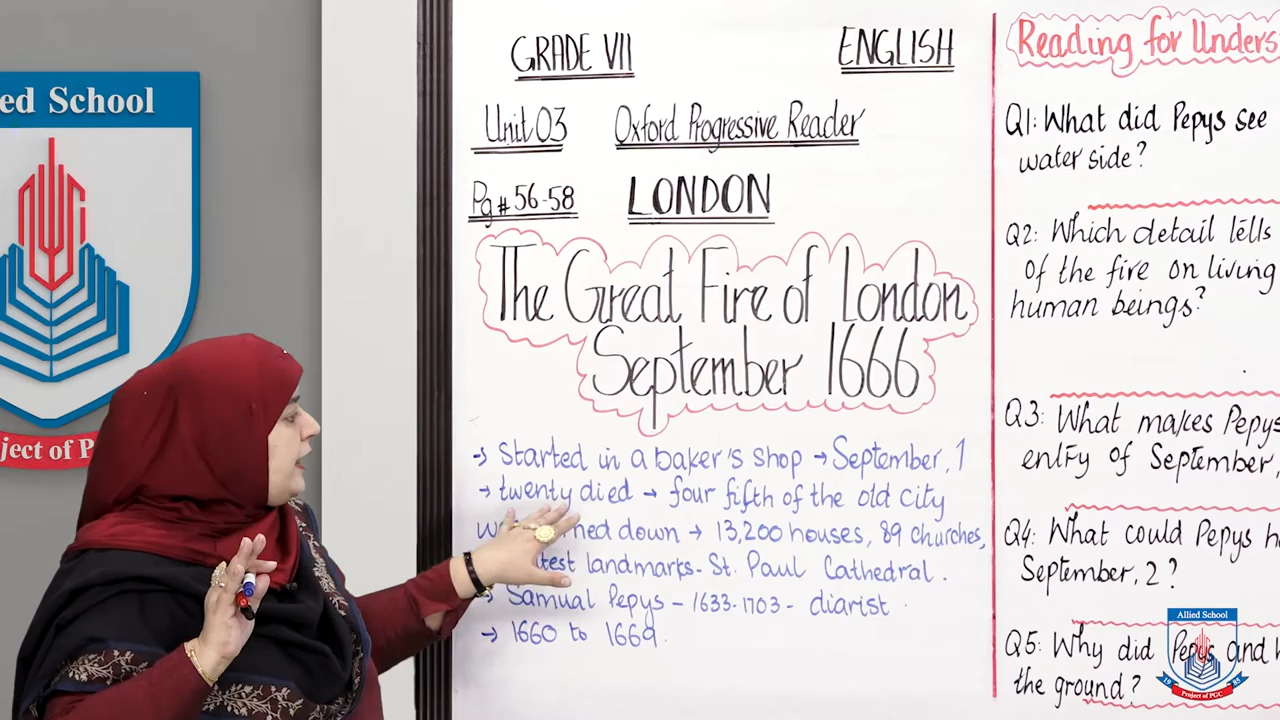 ed School
ject of P
GRADE VII
ENGLISH
Unit 03 Oxford Progressive Reader
Pg # 56-58 LONDON
The Great Fire of London
September 1666
→ Started in a baker's shop → September, 1
→ twenty died → four fifth of the old city
ned down → 13,200 houses, 89 churches,
test landmarks - St. Paul Cathedral.
→ Samual Pepys - 1633-1703 - diarist
→ 1660 to 1669.
Reading for Unders
Q1: What did Pepys see
water side?
Q2: Which detail tells
of the fire on living
human beings?
Q3: What makes Pepys
entry of September,
Q4: What could Pepys h
September, 2?
Q5: Why did Pepys and
the ground?
Allied School
1985
Project of PGC